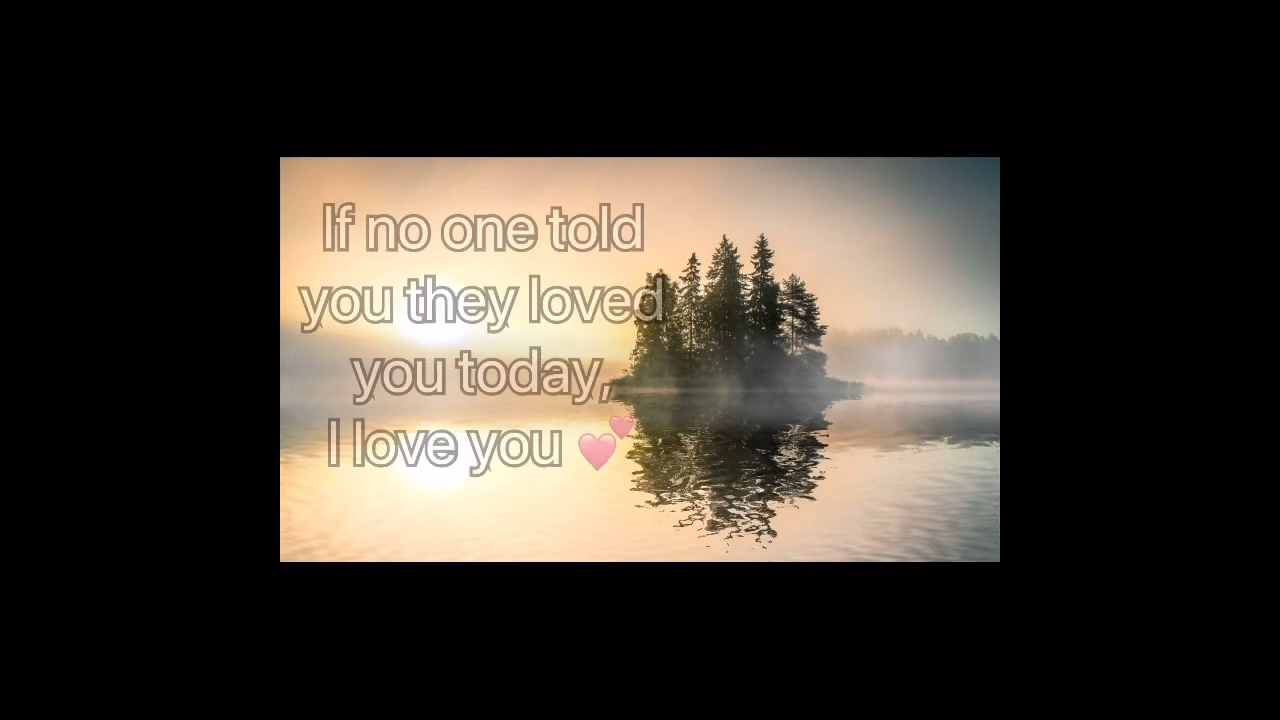 If no one told
you they loved
you today,
I love you 💕